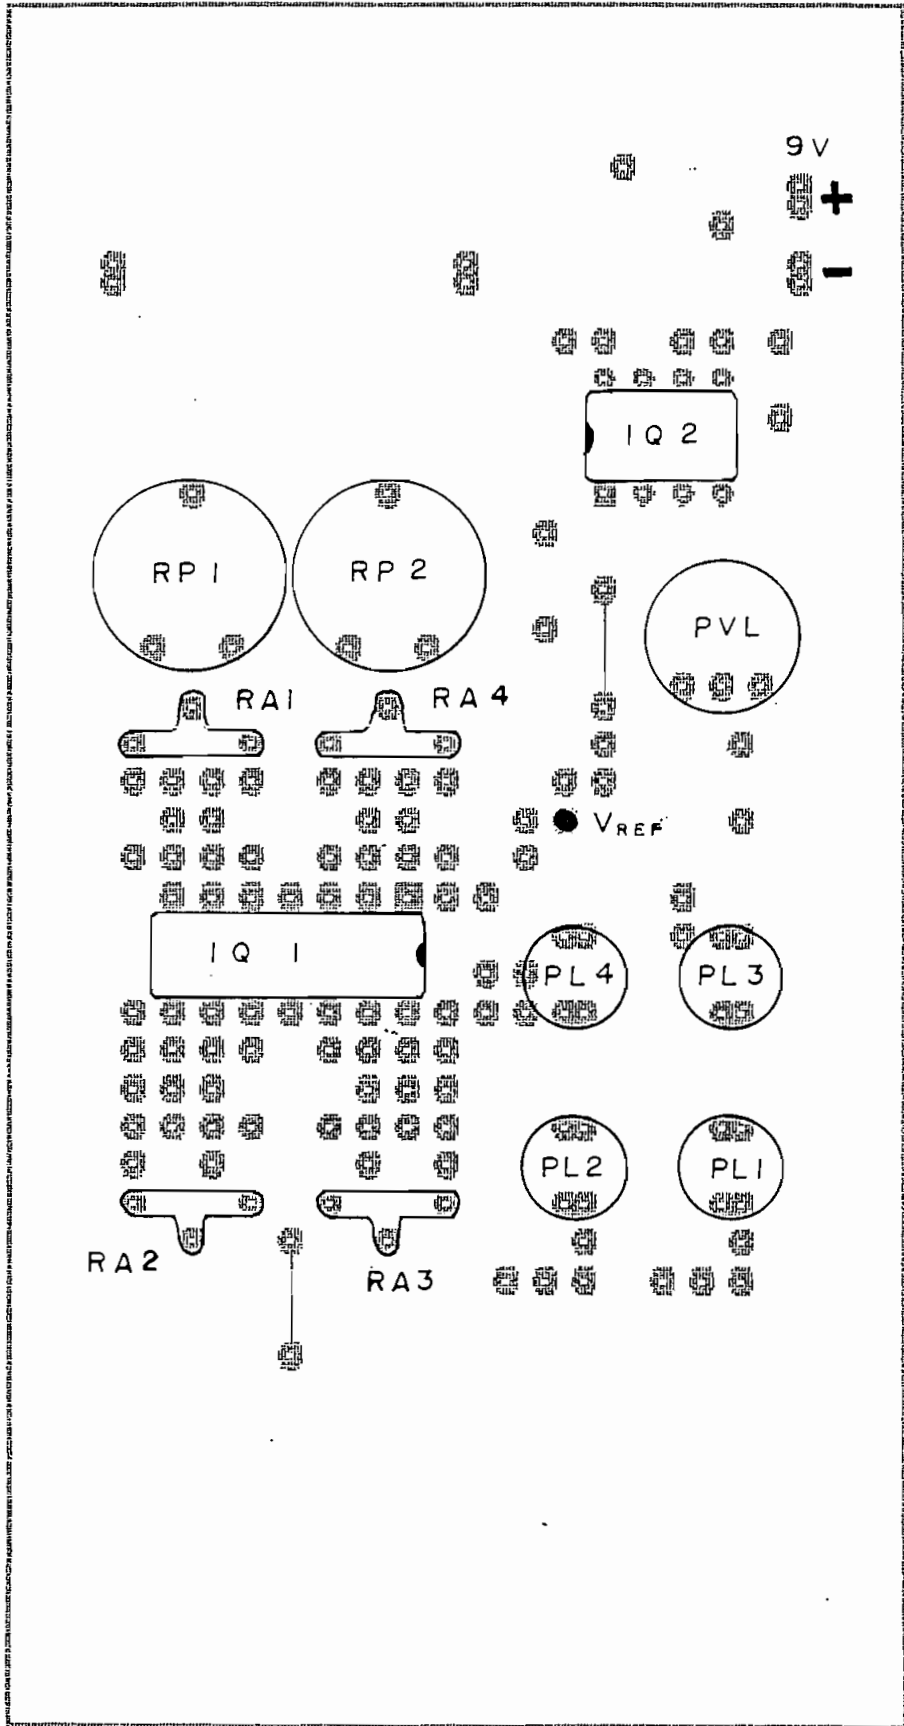 9V
+
-
IQ2
RP1
RP2
PVL
RA1
RA4
VREF
IQ 1
PL4
PL3
PL2
PL1
RA2
RA3